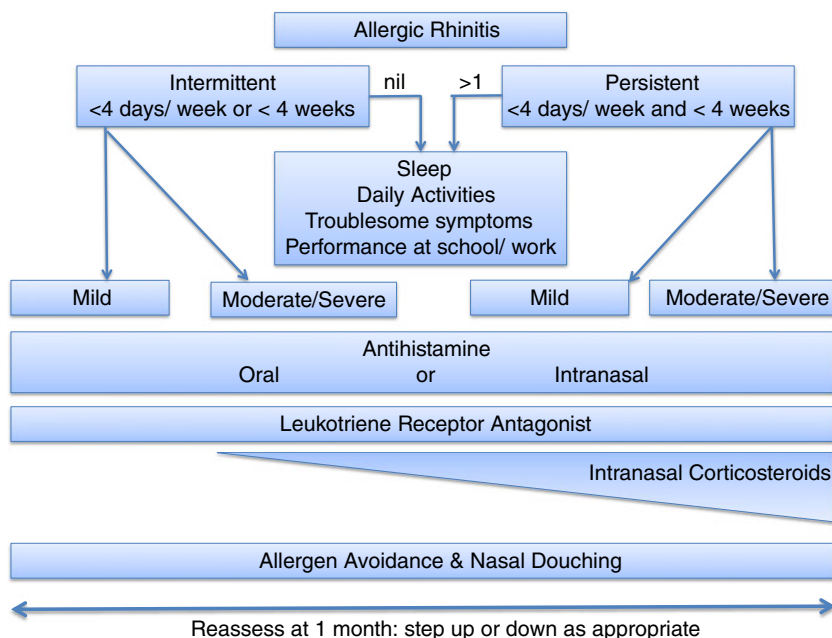 Allergic Rhinitis
Intermittent
<4 days/ week or < 4 weeks
nil
>1
Persistent
<4 days/ week and < 4 weeks
Sleep
Daily Activities
Troublesome symptoms
Performance at school/ work
Mild
Moderate/Severe
Mild
Moderate/Severe
Antihistamine
Oral or Intranasal
Leukotriene Receptor Antagonist
Intranasal Corticosteroids
Allergen Avoidance & Nasal Douching
Reassess at 1 month: step up or down as appropriate